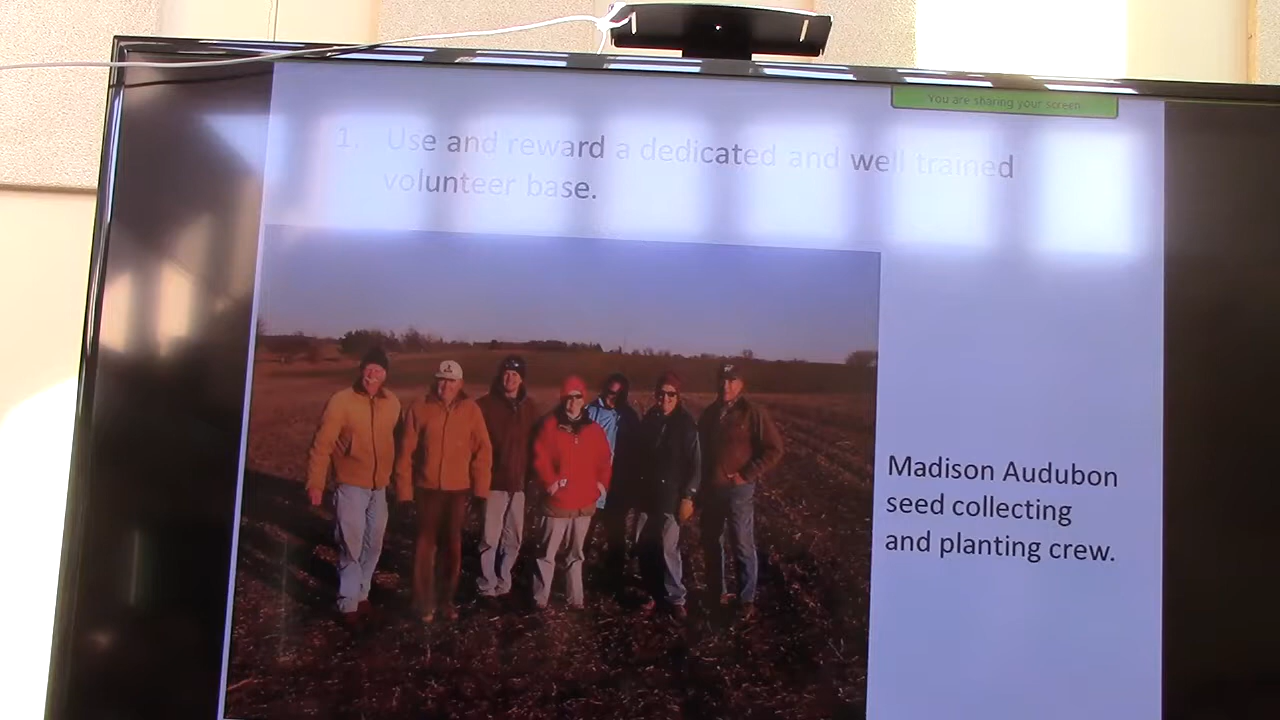 You are sharing your screen
1. Use and reward a dedicated and well trained
volunteer base.
Madison Audubon
seed collecting
and planting crew.